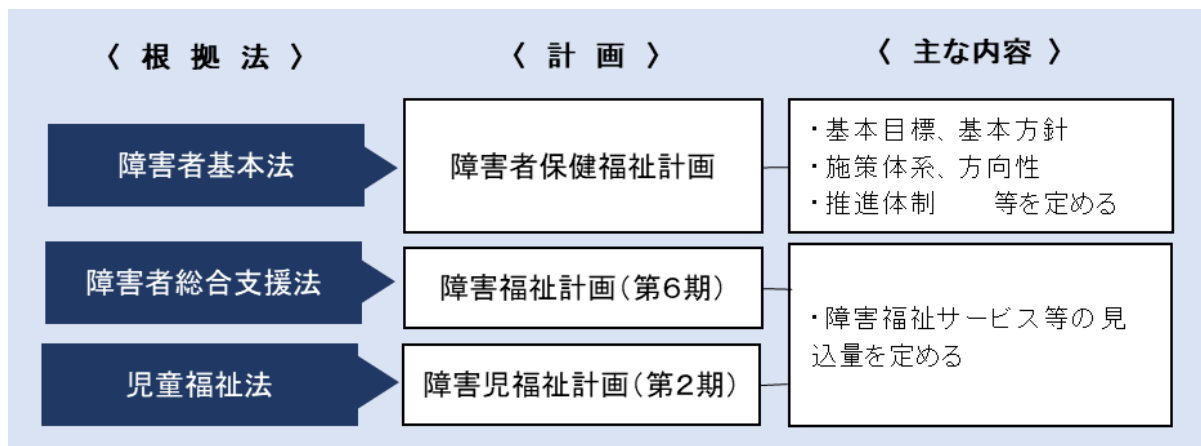 〈 根 拠 法 〉
〈 計 画 〉
〈 主な内容 〉
障害者基本法
障害者保健福祉計画
・基本目標、基本方針
・施策体系、方向性
・推進体制　　等を定める
障害者総合支援法
障害福祉計画（第６期）
・障害福祉サービス等の見
込量を定める
児童福祉法
障害児福祉計画（第２期）